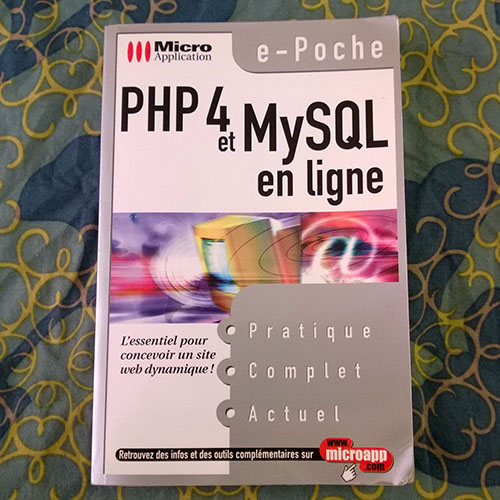 Micro
Application
e-Poche
PHP 4 et MySQL
en ligne
@
L'essentiel pour
concevoir un site
web dynamique !
Pratique
Complet
Actuel
Retrouvez des infos et des outils complémentaires sur
www.
microapp
.com